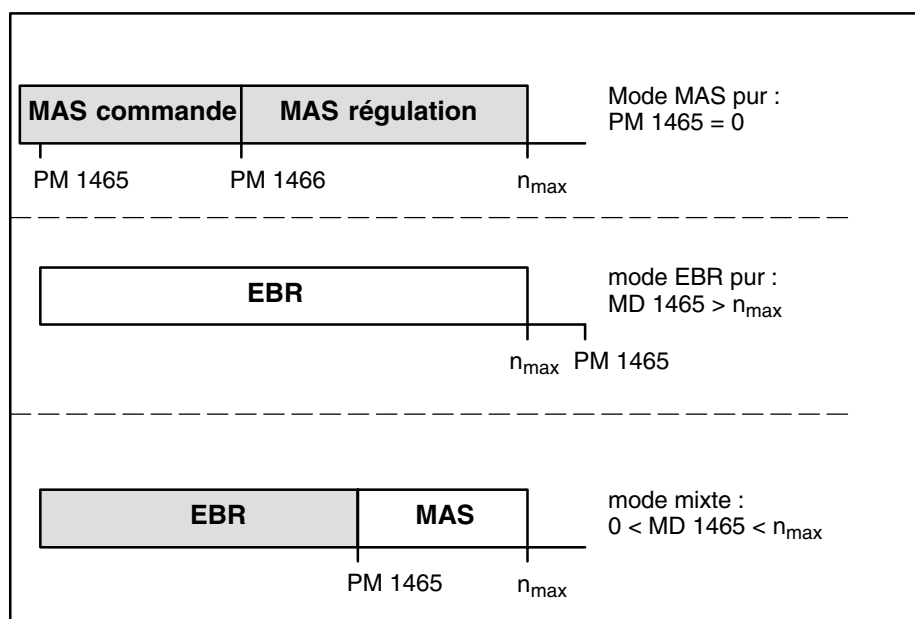 MAS commande MAS régulation
Mode MAS pur :
PM 1465 = 0
PM 1465 PM 1466 nmax
EBR
mode EBR pur :
MD 1465 > nmax
nmax PM 1465
EBR MAS
mode mixte :
0 < MD 1465 < nmax
PM 1465 nmax